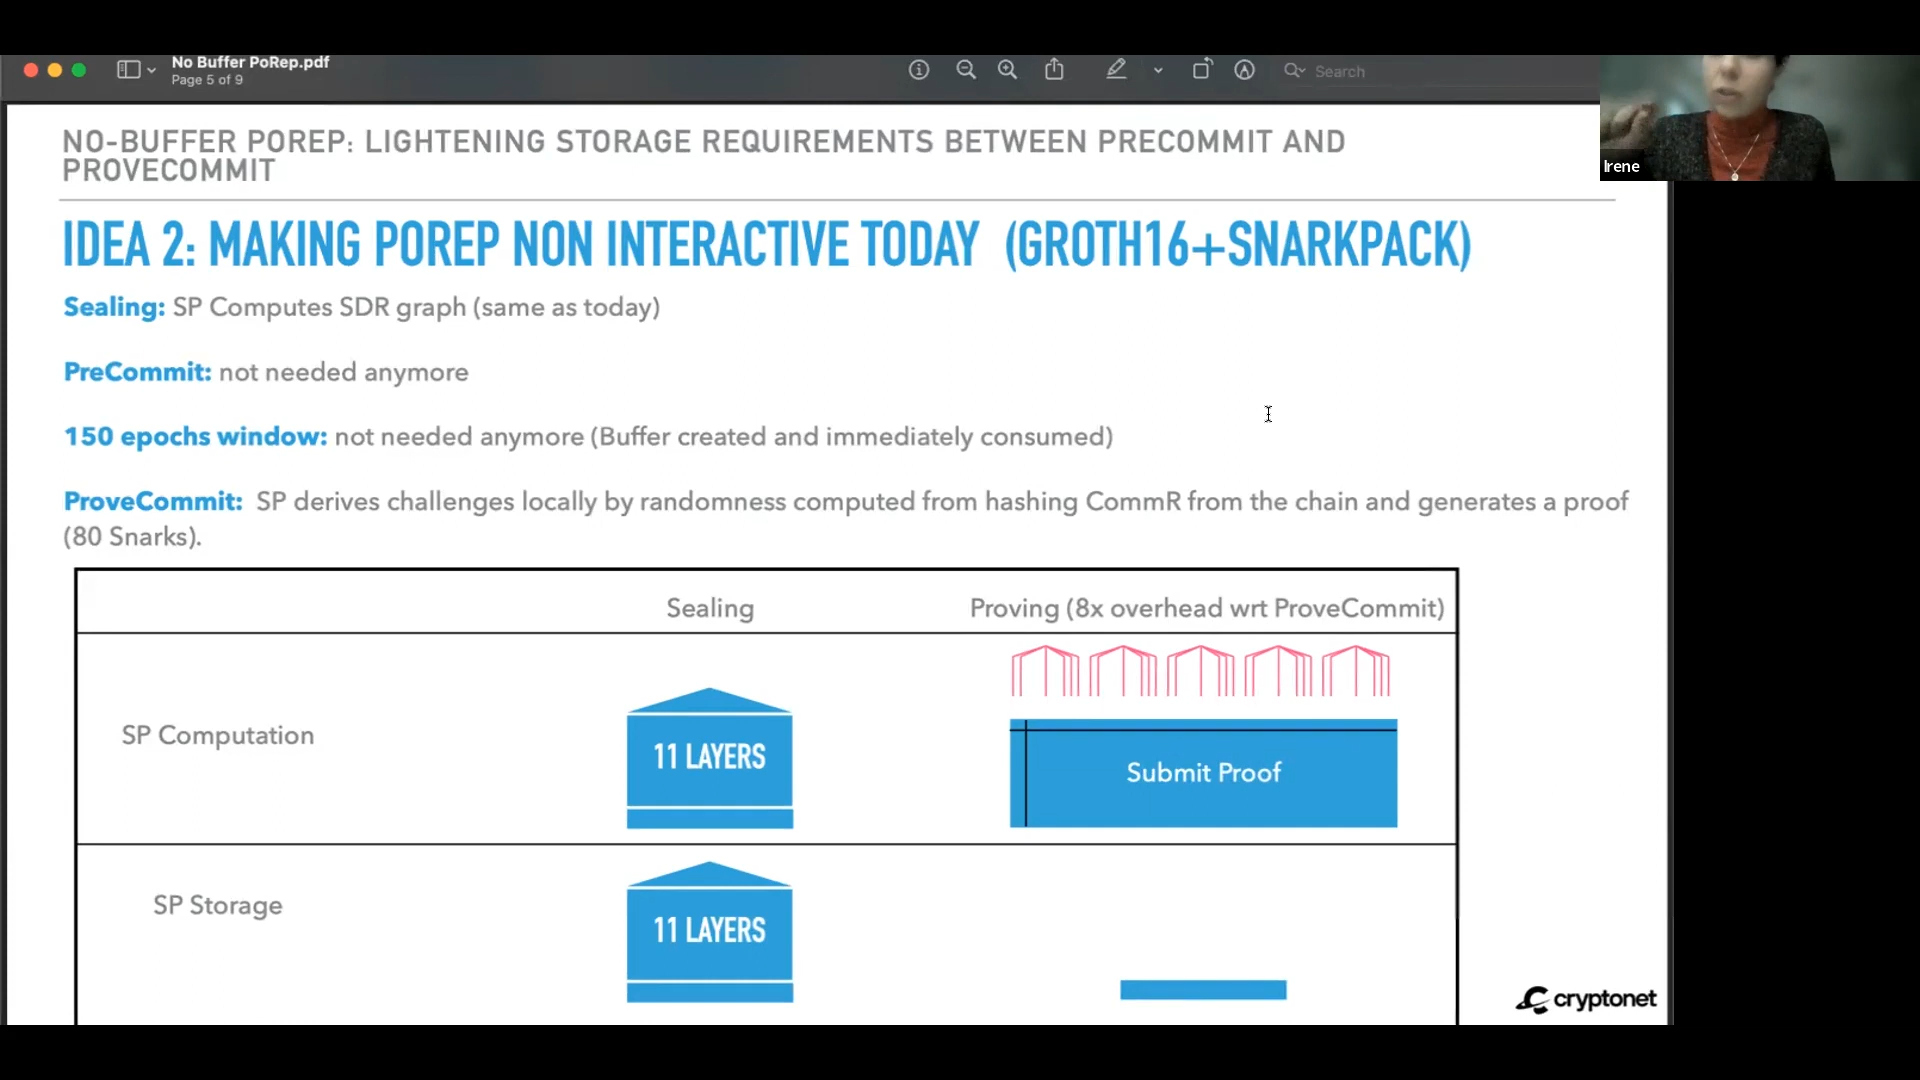 No Buffer PoRep.pdf
Page 5 of 9
Search
Irene
NO-BUFFER POREP: LIGHTENING STORAGE REQUIREMENTS BETWEEN PRECOMMIT AND
PROVECOMMIT
IDEA 2: MAKING POREP NON INTERACTIVE TODAY (GROTH16+SNARKPACK)
Sealing: SP Computes SDR graph (same as today)
PreCommit: not needed anymore
150 epochs window: not needed anymore (Buffer created and immediately consumed)
ProveCommit: SP derives challenges locally by randomness computed from hashing CommR from the chain and generates a proof
(80 Snarks).
Sealing
Proving (8x overhead wrt ProveCommit)
SP Computation
11 LAYERS
Submit Proof
SP Storage
11 LAYERS
cryptonet